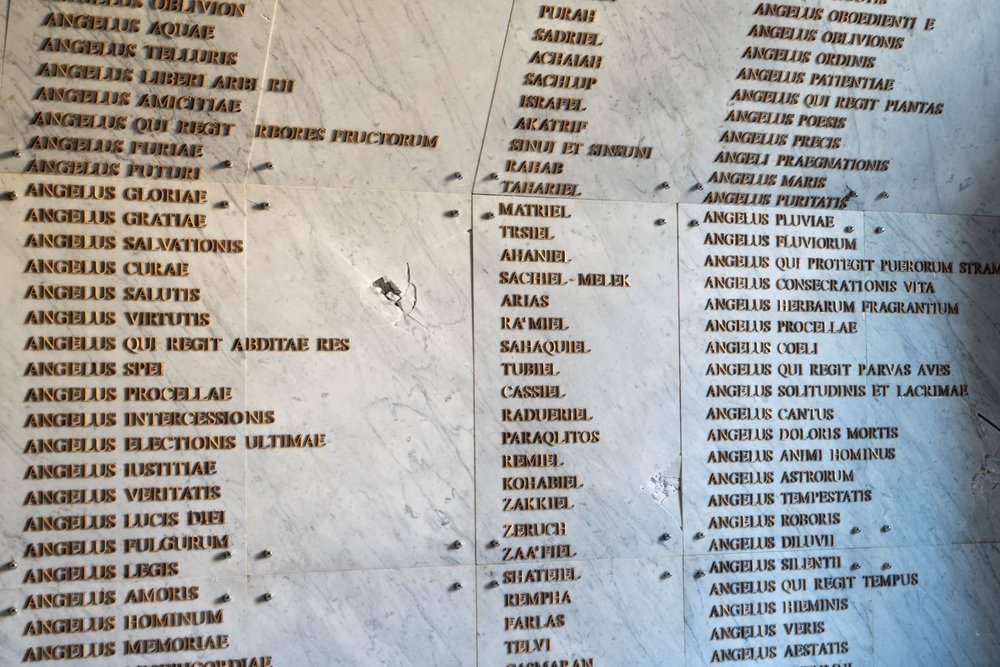 ANGELUS OBLIVION
ANGELUS AQUAE
ANGELUS TELLURIS
ANGELUS LIBERI ARBI RII
ANGELUS AMICITIAE
ANGELUS QUI REGIT RBORES FRUCTORUM
ANGELUS FURIAE
ANGELUS FUTURI
ANGELUS GLORIAE
ANGELUS GRATIAE
ANGELUS SALVATIONIS
ANGELUS CURAE
ANGELUS SALUTIS
ANGELUS VIRTUTIS
ANGELUS QUI REGIT ABDITAE RES
ANGELUS SPEI
ANGELUS PROCELLAE
ANGELUS INTERCESSIONIS
ANGELUS ELECTIONIS ULTIMAE
ANGELUS IUSTITIAE
ANGELUS VERITATIS
ANGELUS LUCIS DIEI
ANGELUS FULGURUM
ANGELUS LEGIS
ANGELUS AMORIS
ANGELUS HOMINUM
ANGELUS MEMORIAE
PURAH
SADRIEL
ACHAIAH
SACHLUP
ISRAFEL
AKATRIF
SINUI ET SINSUNI
RAHAB
TAHARIEL
MATRIEL
TRSIEL
AHANIEL
SACHIEL-MELEK
ARIAS
RA'MIEL
SAHAQUIEL
TUBIEL
CASSIEL
RADUERIEL
PARAQLITOS
REMIEL
KOHABIEL
ZAKKIEL
ZERUCH
ZAA'FIEL
SHATEIEL
REMPHA
FARLAS
TELVI
GASMARAN
ANGELUS OBOEDIENTI E
ANGELUS OBLIVIONIS
ANGELUS ORDINIS
ANGELUS PATIENTIAE
ANGELUS QUI REGIT PLANTAS
ANGELUS POESIS
ANGELUS PRECIS
ANGELI PRAEGNATIONIS
ANGELUS MARIS
ANGELUS PURITATIS
ANGELUS PLUVIAE
ANGELUS FLUVIORUM
ANGELUS QUI PROTEGIT PUERORUM STRAM
ANGELUS CONSECRATIONIS VITA
ANGELUS HERBARUM FRAGRANTIUM
ANGELUS PROCELLAE
ANGELUS COELI
ANGELUS QUI REGIT PARVAS AVES
ANGELUS SOLITUDINIS ET LACRIMAE
ANGELUS CANTUS
ANGELUS DOLORIS MORTIS
ANGELUS ANIMI HOMINUS
ANGELUS ASTRORUM
ANGELUS TEMPESTATIS
ANGELUS ROBORIS
ANGELUS DILUVII
ANGELUS SILENTII
ANGELUS QUI REGIT TEMPUS
ANGELUS HIEMINIS
ANGELUS VERIS
ANGELUS AESTATIS